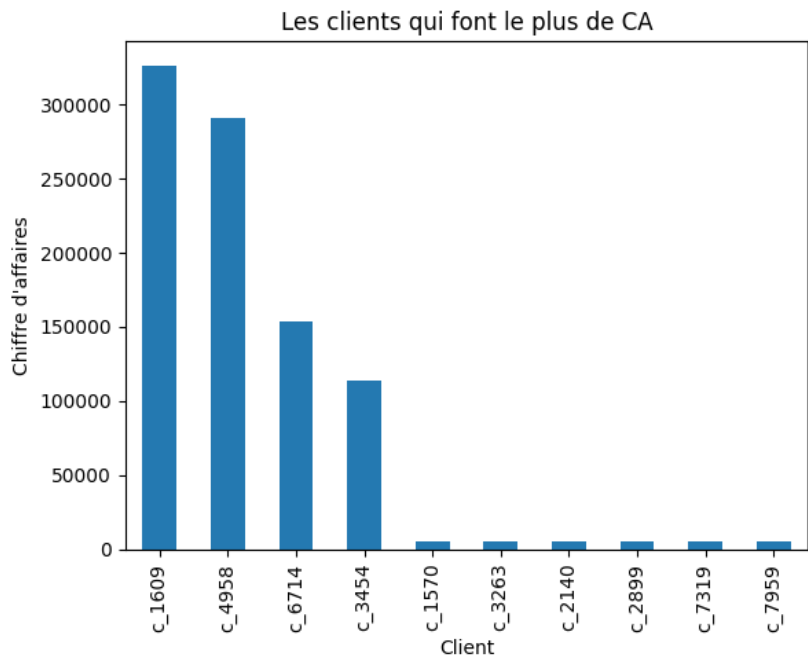 Les clients qui font le plus de CA
Chiffre d'affaires
300000
250000
200000
150000
100000
50000
0
c_1609
c_4958
c_6714
c_3454
c_1570
c_3263
c_2140
c_2899
c_7319
c_7959
Client